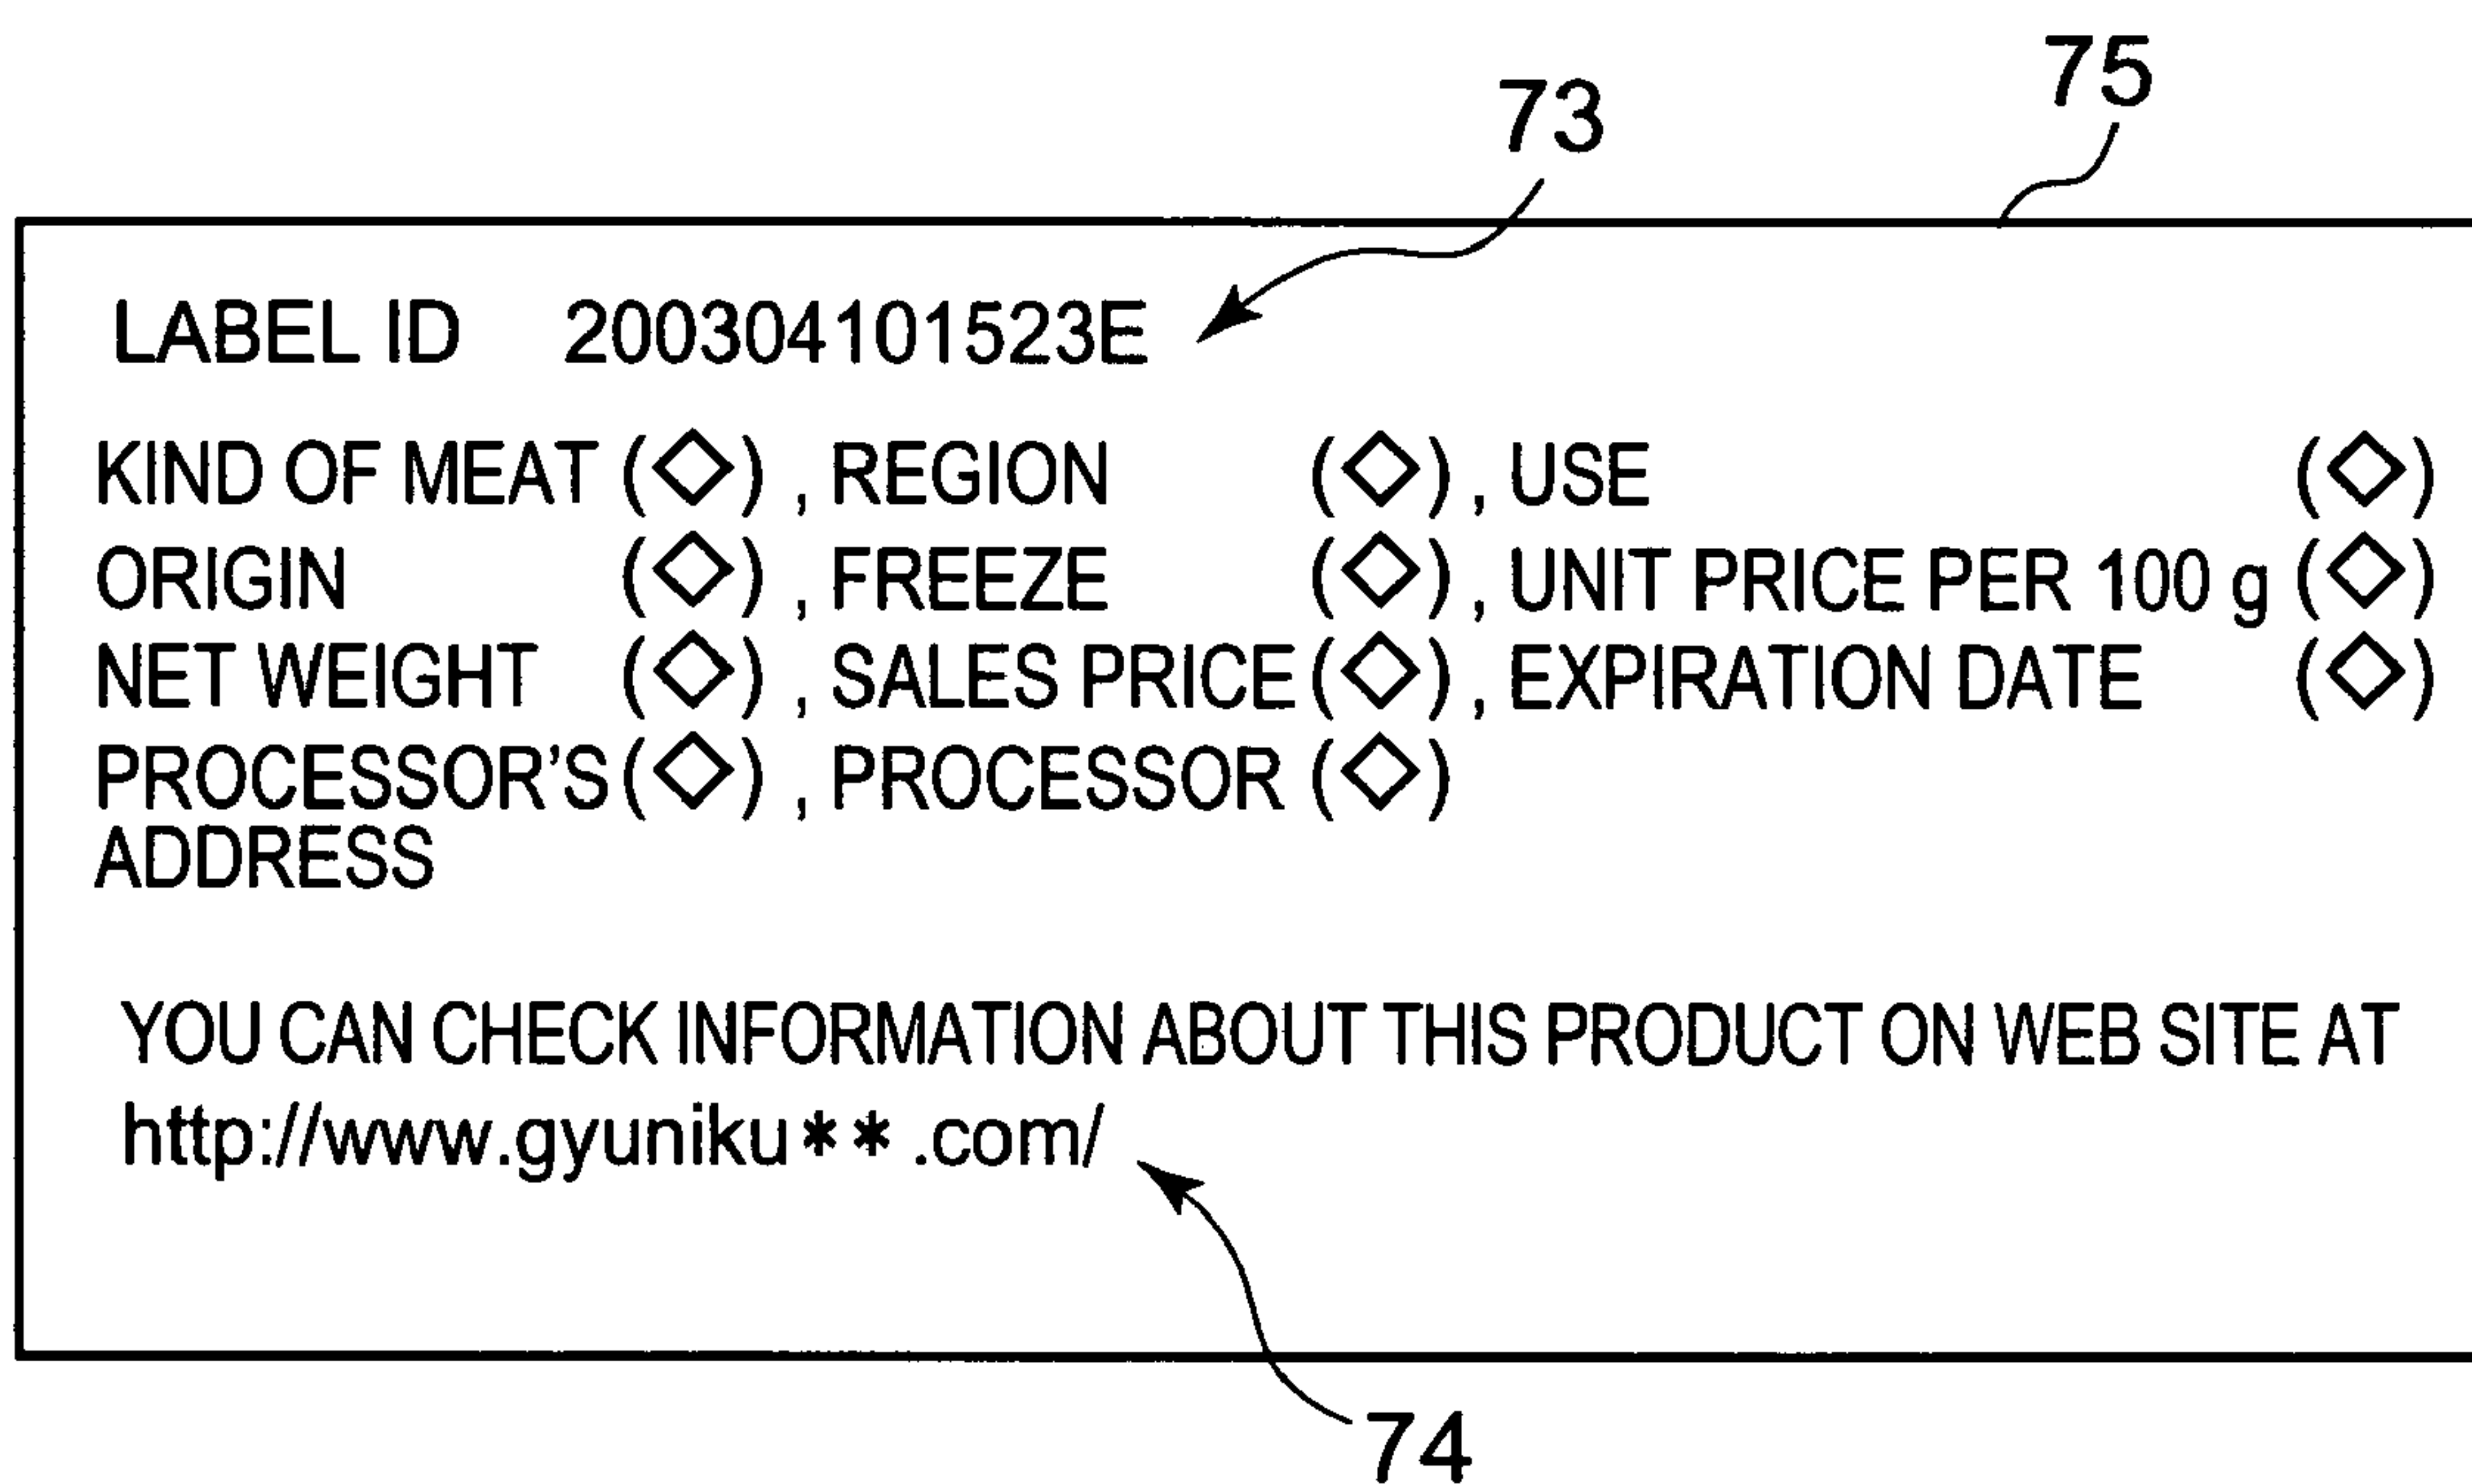 75
73
LABEL ID 200304101523E
KIND OF MEAT (◇), REGION (◇), USE (◇)
ORIGIN (◇), FREEZE (◇), UNIT PRICE PER 100 g (◇)
NET WEIGHT (◇), SALES PRICE (◇), EXPIRATION DATE (◇)
PROCESSOR'S (◇), PROCESSOR (◇)
ADDRESS
YOU CAN CHECK INFORMATION ABOUT THIS PRODUCT ON WEB SITE AT
http://www.gyuniku**.com/
74